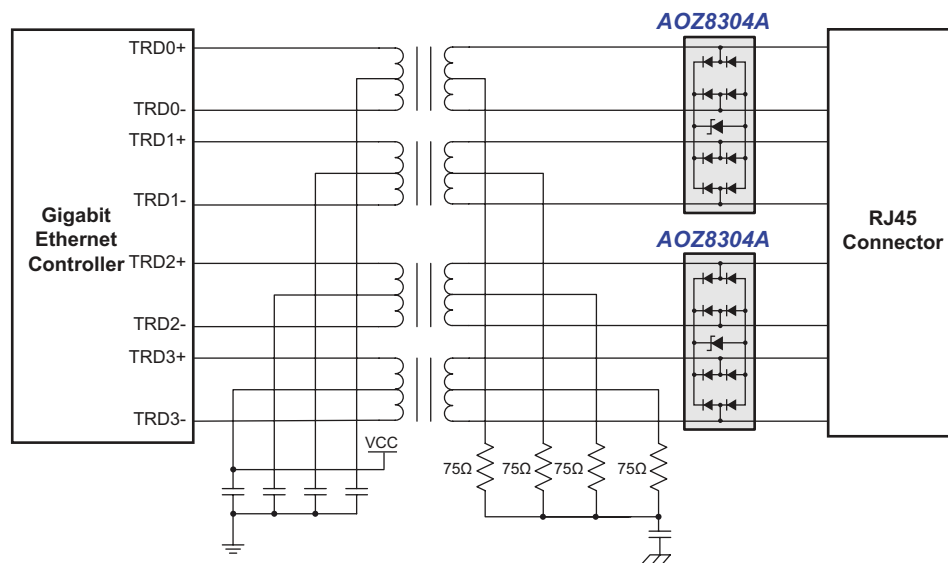 AOZ8304A
TRD0+
TRD0-
TRD1+
TRD1-
Gigabit
Ethernet
Controller
TRD2+
TRD2-
TRD3+
TRD3-
RJ45
Connector
AOZ8304A
VCC
75Ω
75Ω
75Ω
75Ω